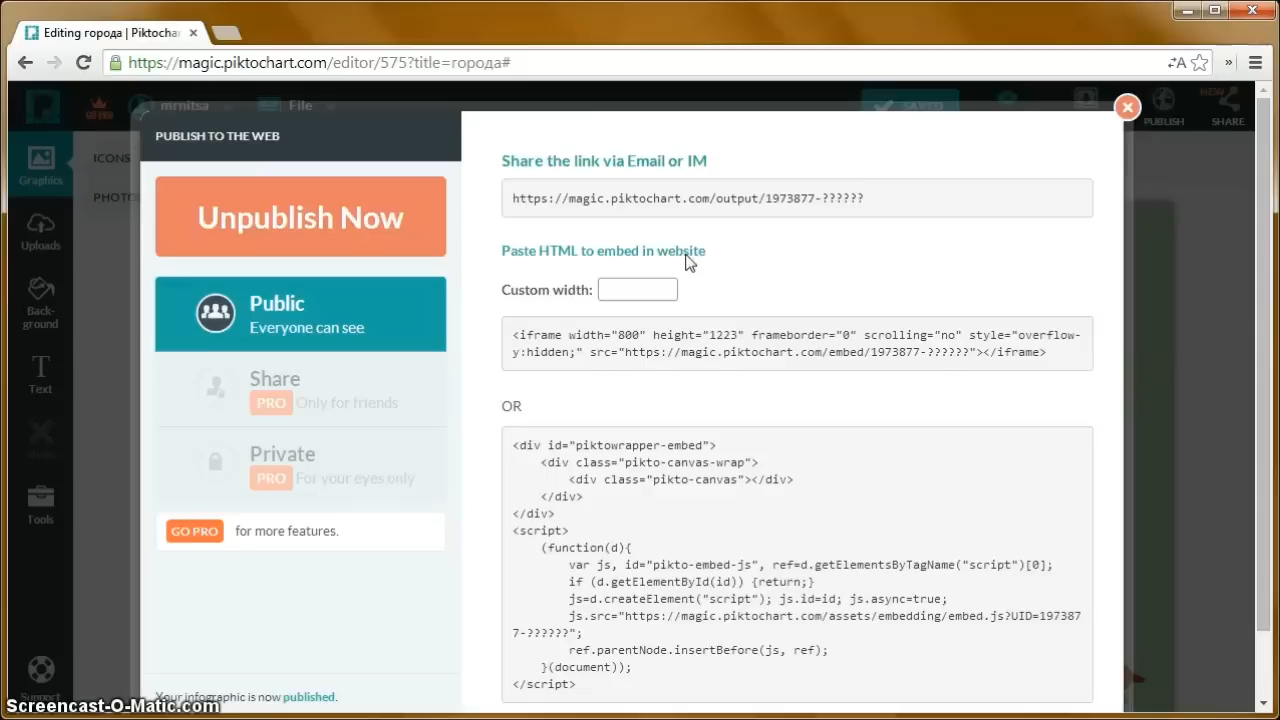 Editing города | Piktochar
https://magic.piktochart.com/editor/575?title=города#
mrnitsa
File
SAVED
PUBLISH
NEW
SHARE
GO PRO
Graphics
Uploads
Back-
ground
Text
Styles
Tools
Support
ICONS
PHOTO
PUBLISH TO THE WEB
Unpublish Now
Public
Everyone can see
Share
PRO Only for friends
Private
PRO For your eyes only
GO PRO for more features.
Your infographic is now published.
Share the link via Email or IM
https://magic.piktochart.com/output/1973877-??????
Paste HTML to embed in website
Custom width:
<iframe width="800" height="1223" frameborder="0" scrolling="no" style="overflow-
y:hidden;" src="https://magic.piktochart.com/embed/1973877-??????"></iframe>
OR
<div id="piktowrapper-embed">
<div class="pikto-canvas-wrap">
<div class="pikto-canvas"></div>
</div>
</div>
<script>
(function(d){
var js, id="pikto-embed-js", ref=d.getElementsByTagName("script")[0];
if (d.getElementById(id)) {return;}
js=d.createElement("script"); js.id=id; js.async=true;
js.src="https://magic.piktochart.com/assets/embedding/embed.js?UID=197387
7-??????";
ref.parentNode.insertBefore(js, ref);
}(document));
</script>
Screencast-O-Matic.com